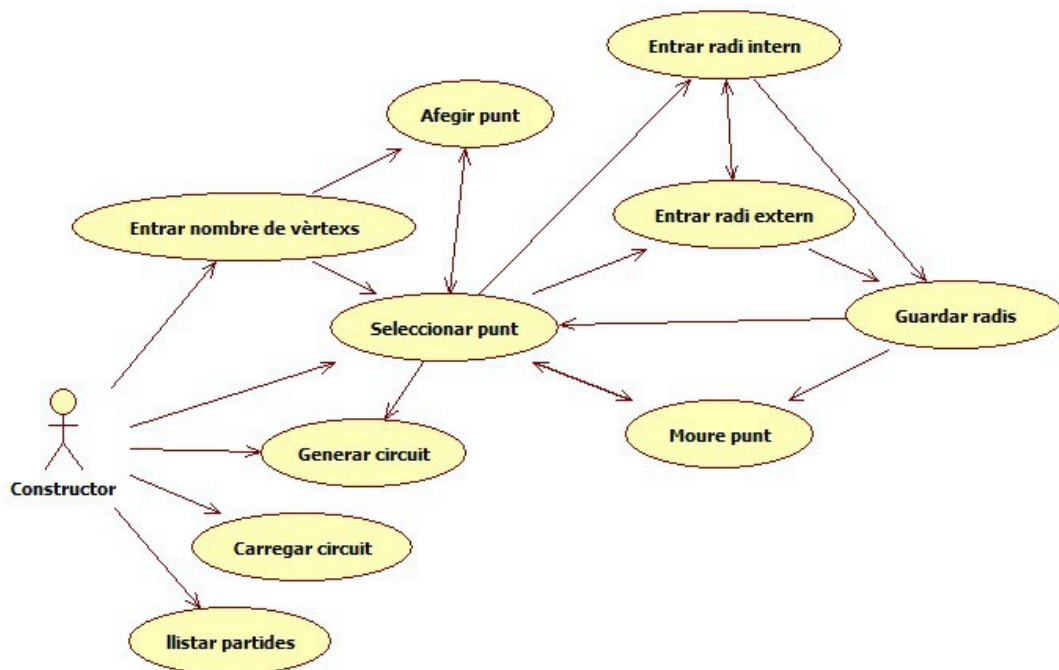 Entrar radi intern
Afegir punt
Entrar nombre de vèrtexs
Entrar radi extern
Seleccionar punt
Guardar radis
Generar circuit
Moure punt
Constructor
Carregar circuit
llistar partides